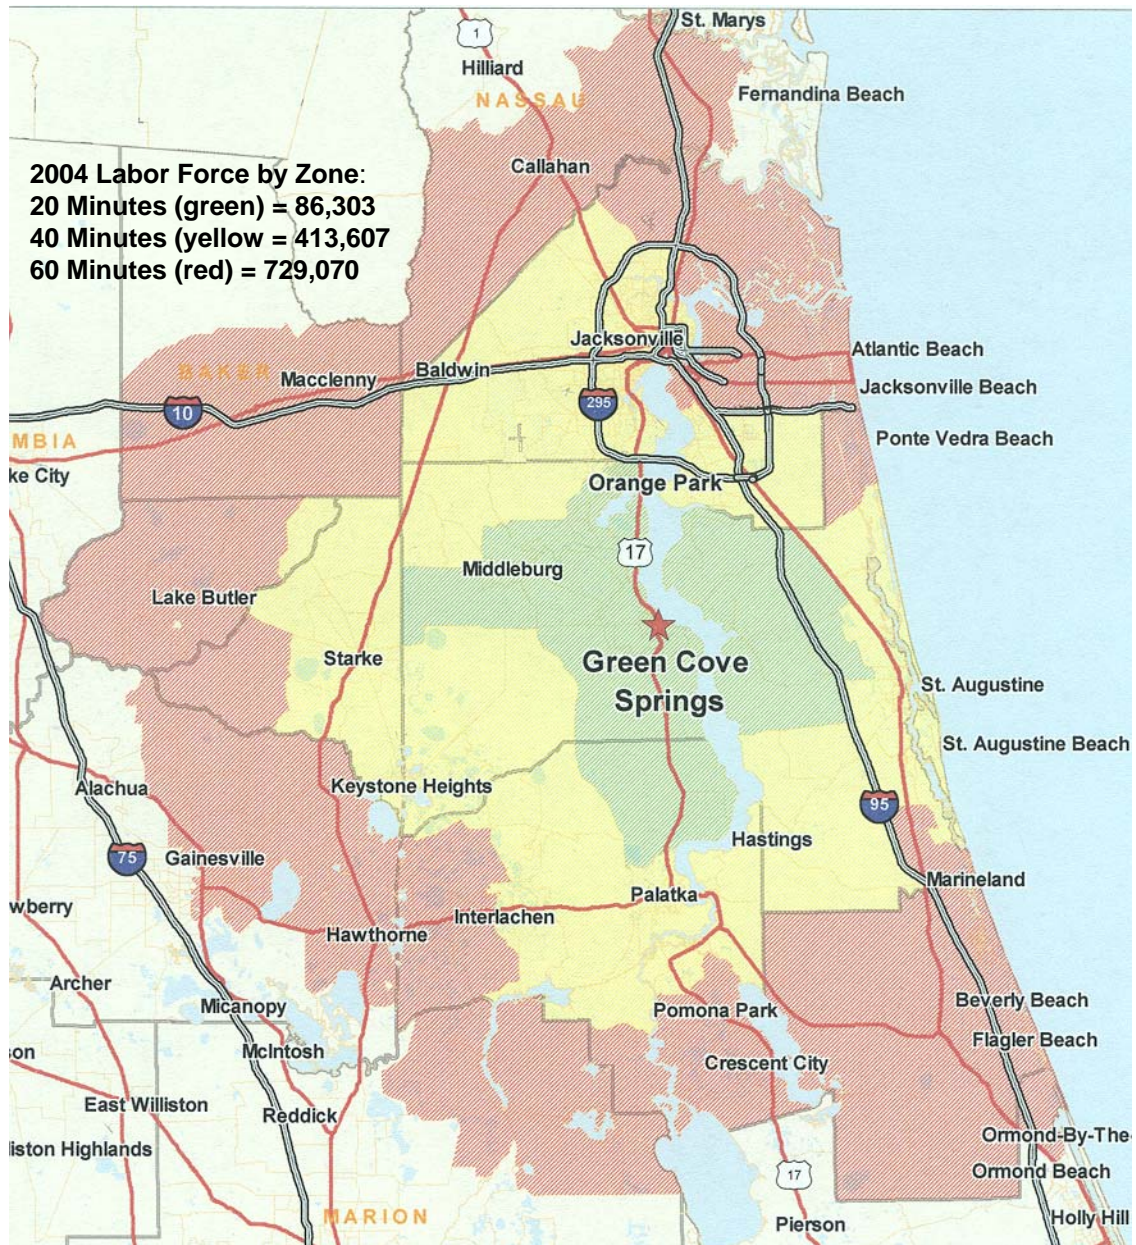 St. Marys
1
Hilliard
NASSAU
Fernandina Beach
Callahan
2004 Labor Force by Zone:
20 Minutes (green) = 86,303
40 Minutes (yellow = 413,607
60 Minutes (red) = 729,070
Jacksonville
Atlantic Beach
BAKER
Macclenny
Baldwin
Jacksonville Beach
10
295
MBIA
Ponte Vedra Beach
ke City
Orange Park
17
Middleburg
Lake Butler
Starke
Green Cove
Springs
St. Augustine
St. Augustine Beach
Alachua
Keystone Heights
95
Hastings
75
Gainesville
Marineland
wberry
Palatka
Interlachen
Hawthorne
Archer
Micanopy
Pomona Park
Beverly Beach
Flagler Beach
son
McIntosh
Crescent City
East Williston
Reddick
Ormond-By-The-
liston Highlands
17
Ormond Beach
MARION
Pierson
Holly Hill